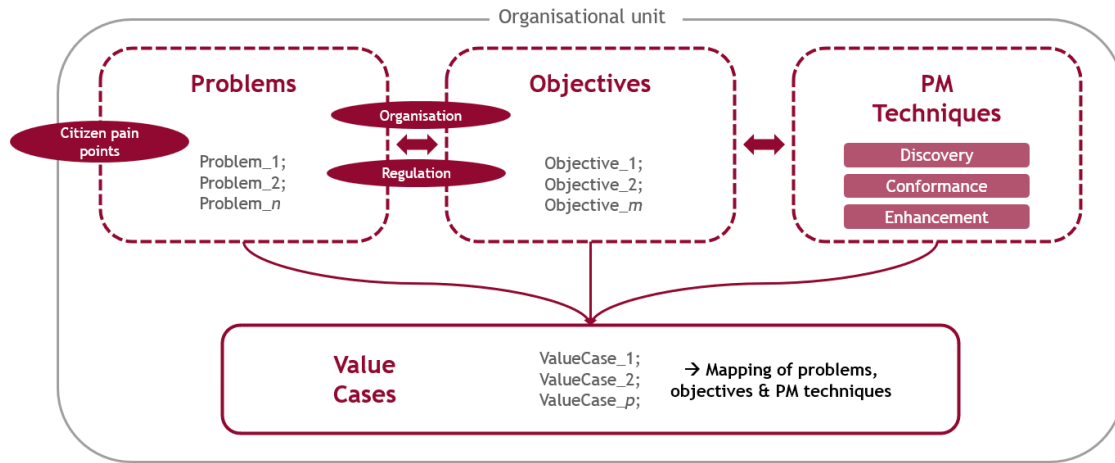 Organisational unit
Problems
Citizen pain
points
Problem_1;
Problem_2;
Problem_n
Organisation
Regulation
Objectives
Objective_1;
Objective_2;
Objective_m
PM
Techniques
Discovery
Conformance
Enhancement
Value
Cases
ValueCase_1;
ValueCase_2;
ValueCase_p;
→ Mapping of problems,
objectives & PM techniques